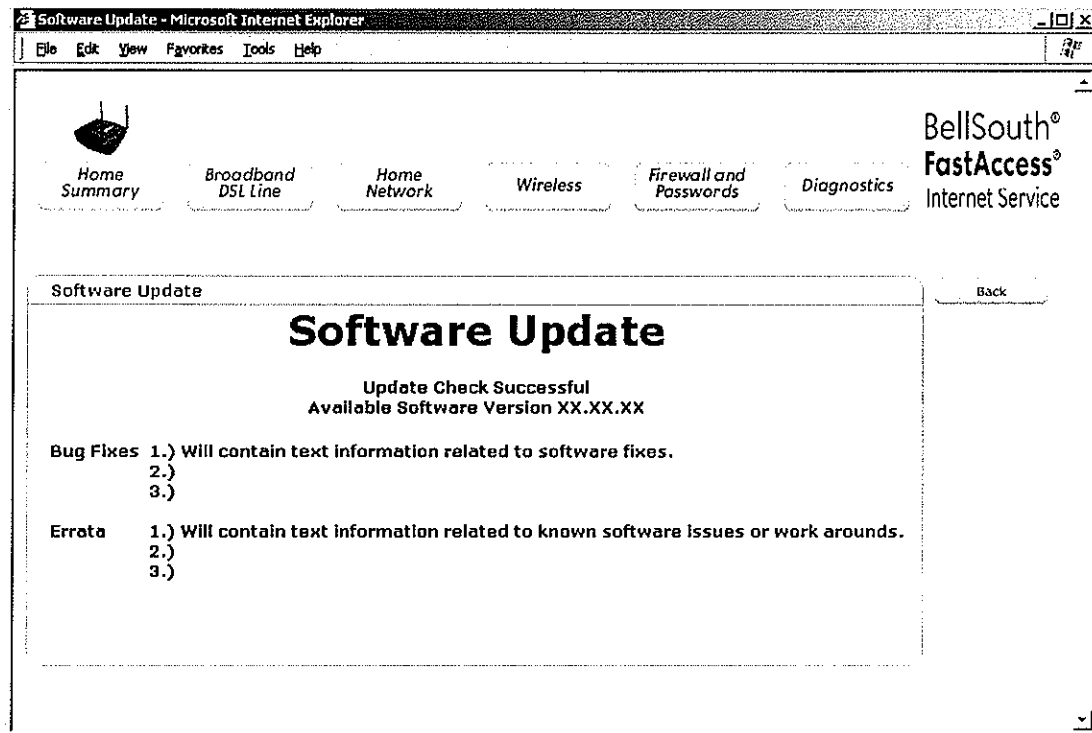 Software Update - Microsoft Internet Explorer
File Edit View Favorites Tools Help
BellSouth®
FastAccess®
Internet Service
Home Summary
Broadband DSL Line
Home Network
Wireless
Firewall and Passwords
Diagnostics
Software Update
Back
Software Update
Update Check Successful
Available Software Version XX.XX.XX
Bug Fixes 1.) Will contain text information related to software fixes.
2.)
3.)
Errata 1.) Will contain text information related to known software issues or work arounds.
2.)
3.)